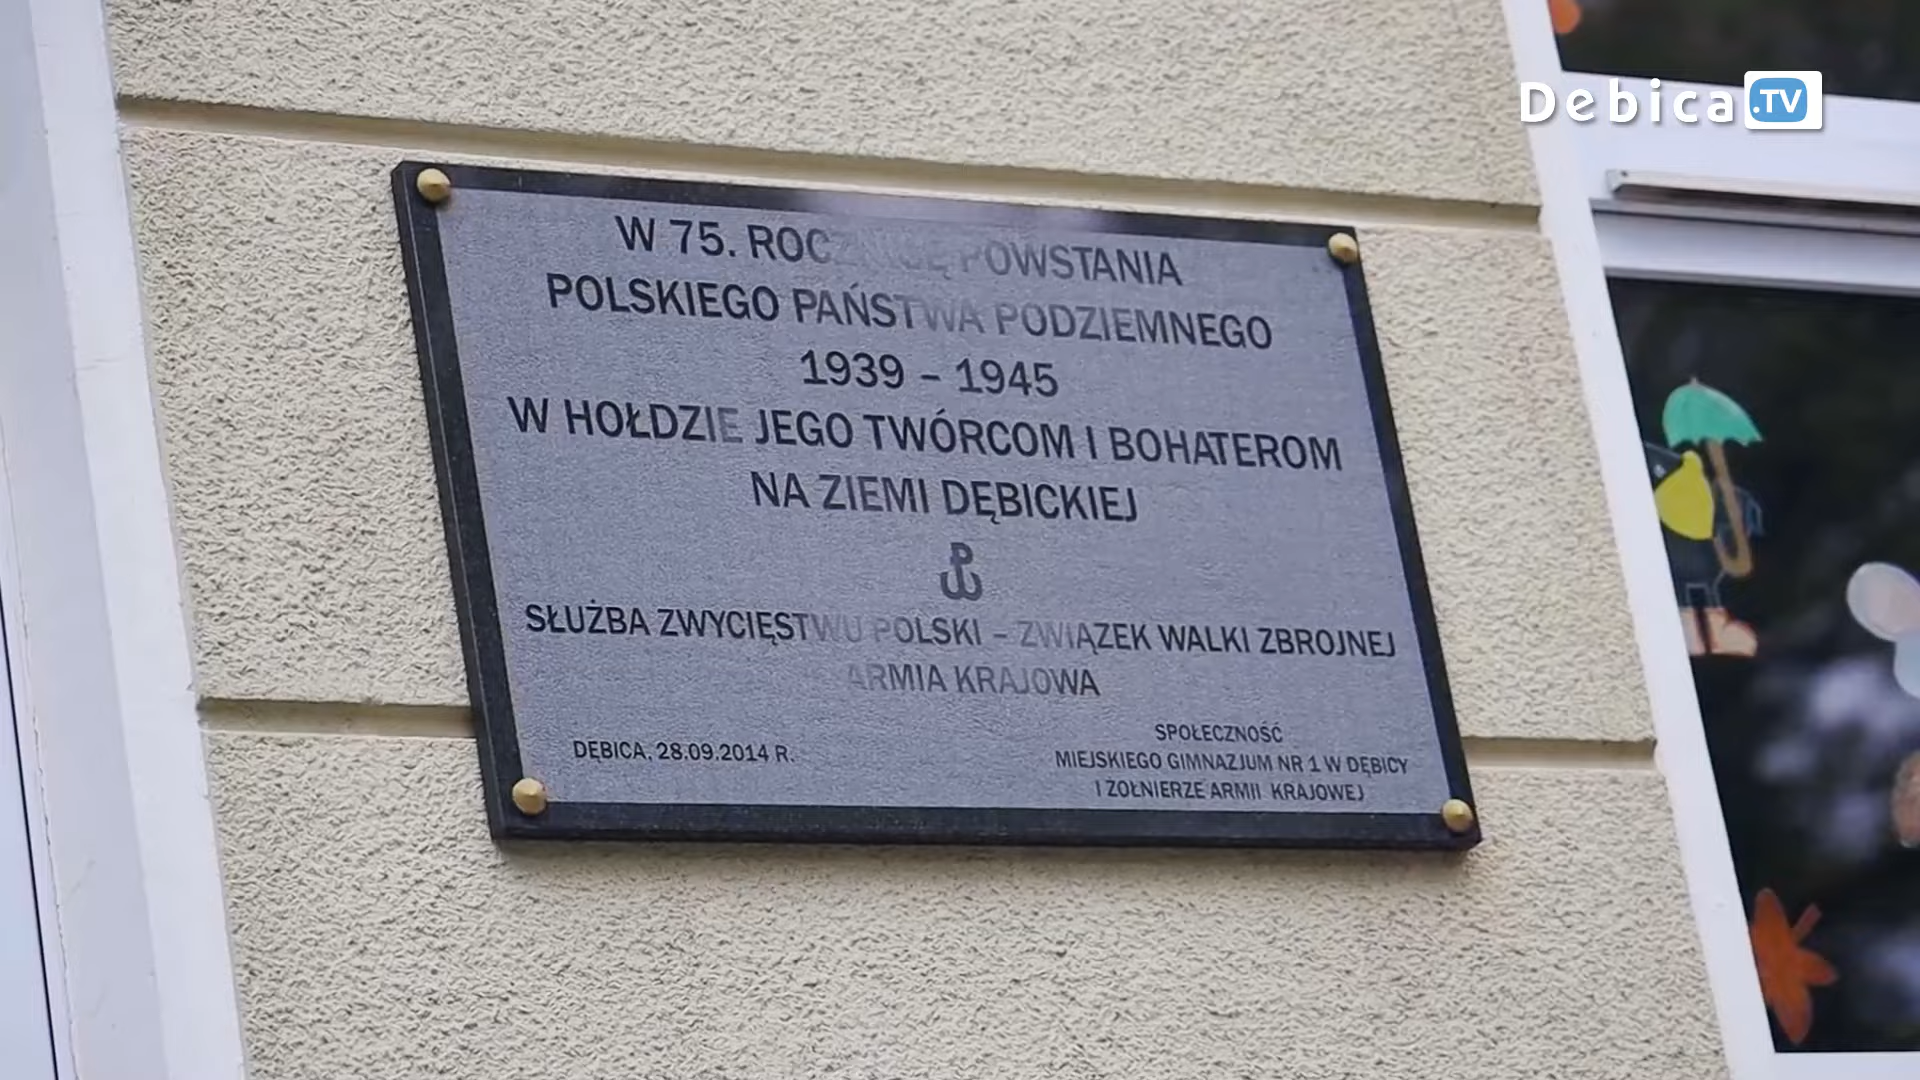 Debica.TV
W 75. ROCZNICĘ POWSTANIA
POLSKIEGO PAŃSTWA PODZIEMNEGO
1939 – 1945
W HOŁDZIE JEGO TWÓRCOM I BOHATEROM
NA ZIEMI DĘBICKIEJ
SŁUŻBA ZWYCIĘSTWU POLSKI – ZWIĄZEK WALKI ZBROJNEJ
ARMIA KRAJOWA
DĘBICA, 28.09.2014 R.
SPOŁECZNOŚĆ
MIEJSKIEGO GIMNAZJUM NR 1 W DĘBICY
I ŻOŁNIERZE ARMII KRAJOWEJ